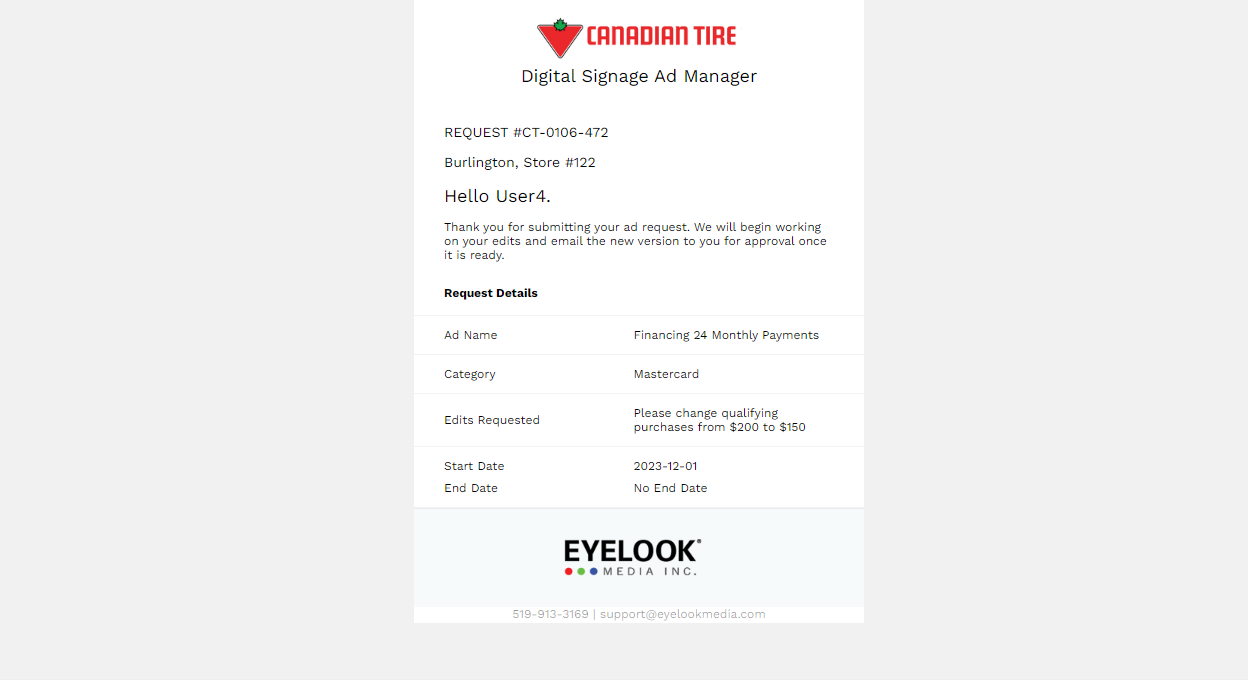 CANADIAN TIRE
Digital Signage Ad Manager
REQUEST #CT-0106-472
Burlington, Store #122
Hello User4.
Thank you for submitting your ad request. We will begin working
on your edits and email the new version to you for approval once
it is ready.
Request Details
Ad Name Financing 24 Monthly Payments
Category Mastercard
Edits Requested Please change qualifying
purchases from $200 to $150
Start Date 2023-12-01
End Date No End Date
EYELOOK®
MEDIA INC.
519-913-3169 | support@eyelookmedia.com